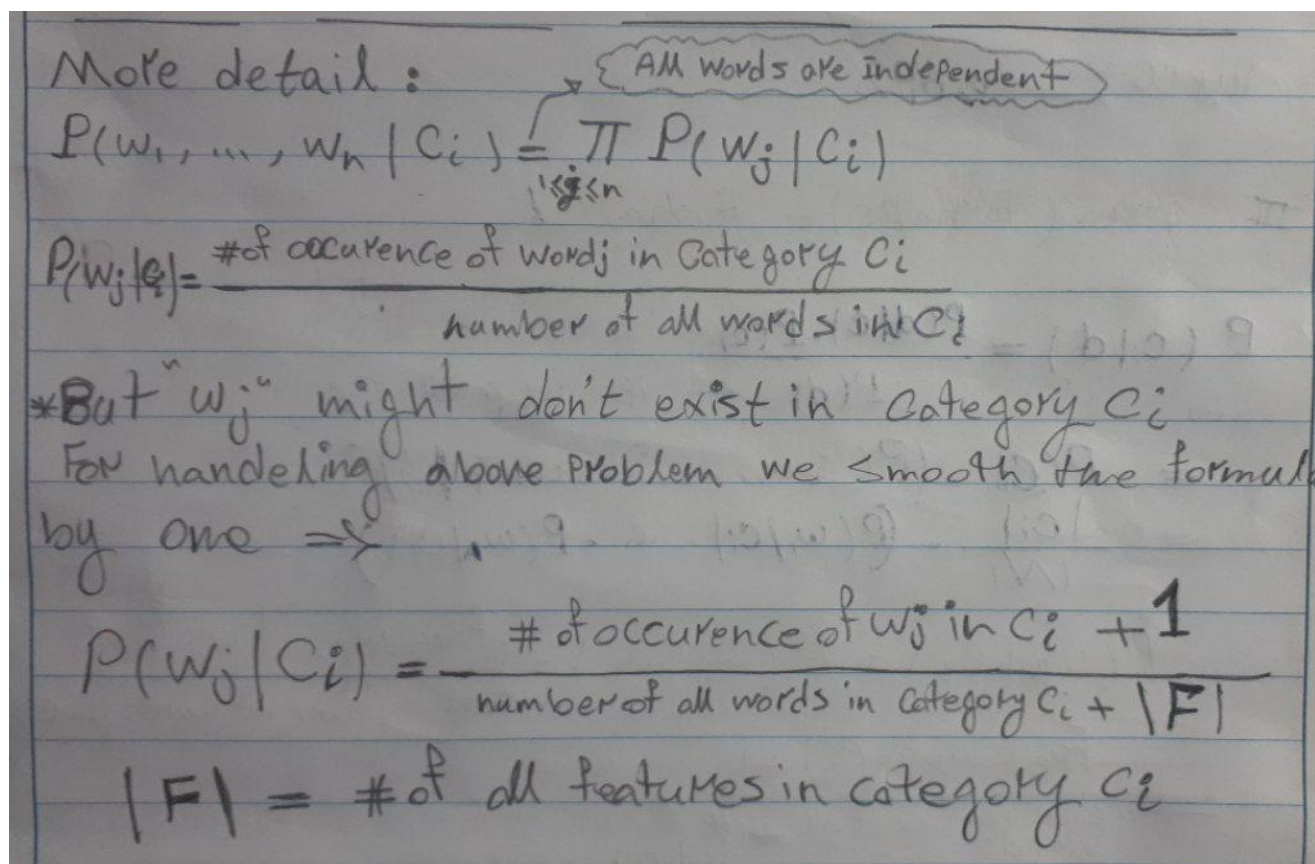 More detail :
All words are independent
P(w₁, ..., wₙ | Cᵢ) = π P(wⱼ | Cᵢ)
1≤j≤n
P(wⱼ|Cᵢ) = # of occurence of wordj in Category Cᵢ
number of all words in Cᵢ
*But "wⱼ" might don't exist in Category Cᵢ
For handeling above problem we smooth the formul
by one =>
P(wⱼ | Cᵢ) = # of occurence of wⱼ in Cᵢ + 1
number of all words in category Cᵢ + |F|
|F| = # of all features in category Cᵢ